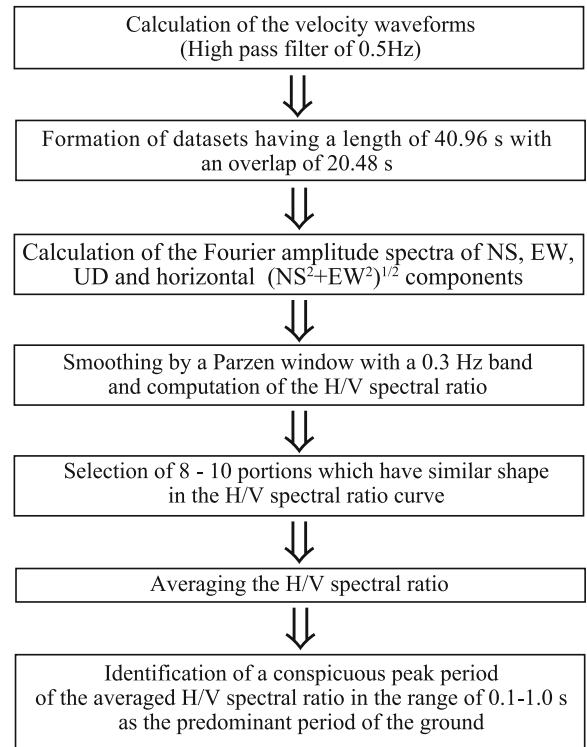 Calculation of the velocity waveforms
(High pass filter of 0.5Hz)
Formation of datasets having a length of 40.96 s with
an overlap of 20.48 s
Calculation of the Fourier amplitude spectra of NS, EW,
UD and horizontal (NS²+EW²)¹/² components
Smoothing by a Parzen window with a 0.3 Hz band
and computation of the H/V spectral ratio
Selection of 8 - 10 portions which have similar shape
in the H/V spectral ratio curve
Averaging the H/V spectral ratio
Identification of a conspicuous peak period
of the averaged H/V spectral ratio in the range of 0.1-1.0 s
as the predominant period of the ground